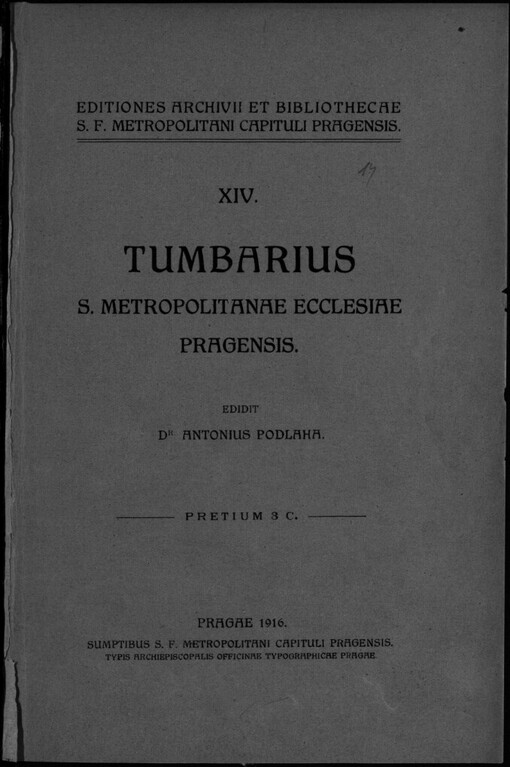 EDITIONES ARCHIVII ET BIBLIOTHECAE
S. F. METROPOLITANI CAPITULI PRAGENSIS.
XIV.
TUMBARIUS
S. METROPOLITANAE ECCLESIAE
PRAGENSIS.
EDIDIT
DR. ANTONIUS PODLAHA.
PRETIUM 3 C.
PRAGAE 1916.
SUMPTIBUS S. F. METROPOLITANI CAPITULI PRAGENSIS.
TYPIS ARCHIEPISCOPALIS OFFICINAE TYPOGRAPHICAE PRAGAE